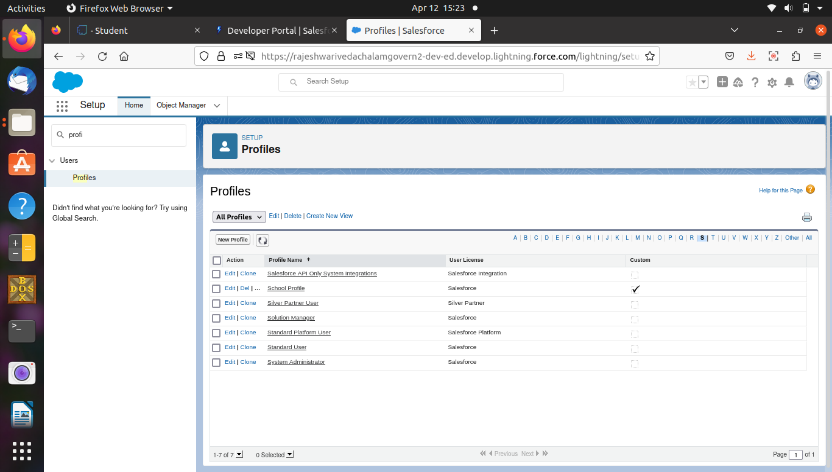 Activities
Firefox Web Browser
Apr 12 15:23
- Student
Developer Portal | Salesf
Profiles | Salesforce
https://rajeshwarivedachalamgovern2-dev-ed.develop.lightning.force.com/lightning/setu
Search Setup
Setup
Home
Object Manager
profi
Users
Profiles
Didn't find what you're looking for? Try using
Global Search.
SETUP
Profiles
Profiles
Help for this Page
All Profiles
Edit | Delete | Create New View
New Profile
A | B | C | D | E | F | G | H | I | J | K | L | M | N | O | P | Q | R | S | T | U | V | W | X | Y | Z | Other | All
Action
Profile Name
User License
Custom
Edit | Clone
Salesforce API Only System Integrations
Salesforce Integration
Edit | Del | ...
School Profile
Salesforce
Edit | Clone
Silver Partner User
Silver Partner
Edit | Clone
Solution Manager
Salesforce
Edit | Clone
Standard Platform User
Salesforce Platform
Edit | Clone
Standard User
Salesforce
Edit | Clone
System Administrator
Salesforce
1-7 of 7
0 Selected
Previous
Next
Page 1 of 1